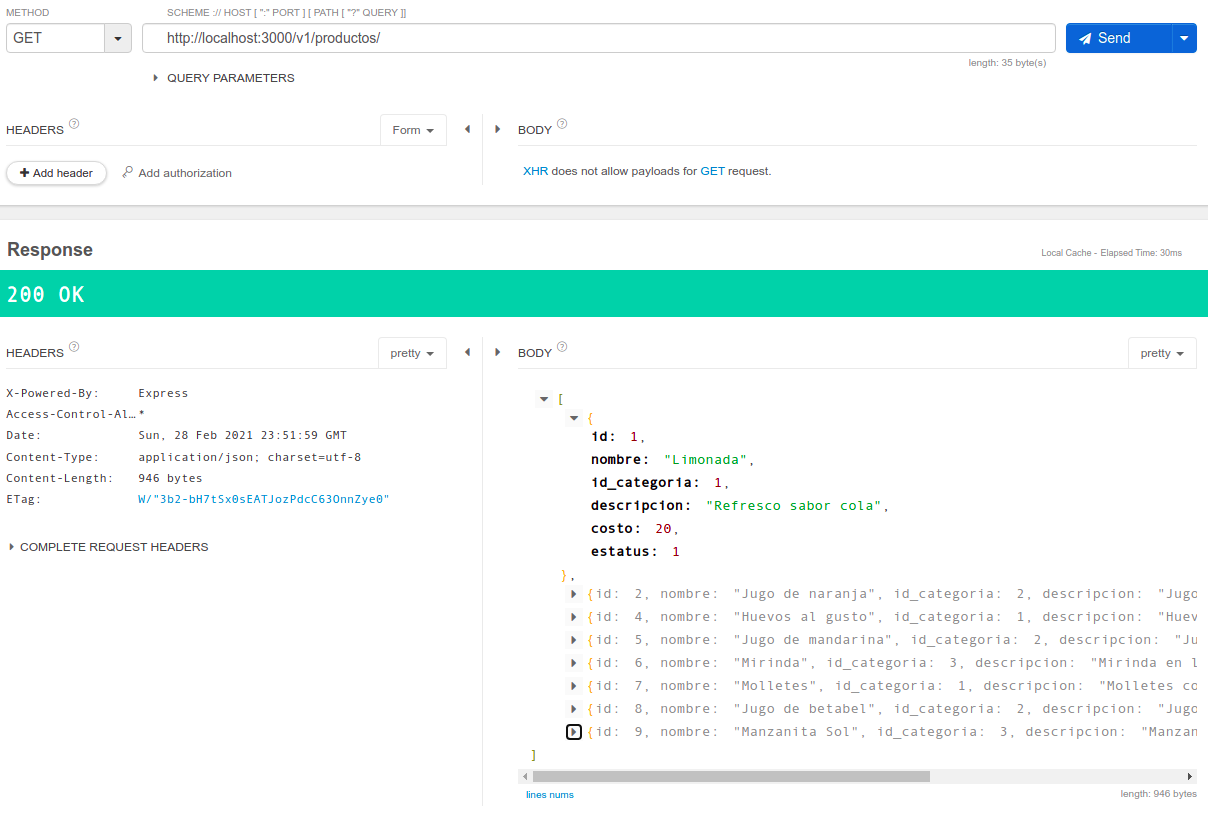 METHOD
SCHEME :// HOST [ ":" PORT ] [ PATH [ "?" QUERY ]]
GET
http://localhost:3000/v1/productos/
Send
length: 35 byte(s)
QUERY PARAMETERS
HEADERS ?
Form
BODY ?
Add header
Add authorization
XHR does not allow payloads for GET request.
Response
Local Cache - Elapsed Time: 30ms
200 OK
HEADERS ?
pretty
BODY ?
pretty
X-Powered-By: Express
Access-Control-Al… *
Date: Sun, 28 Feb 2021 23:51:59 GMT
Content-Type: application/json; charset=utf-8
Content-Length: 946 bytes
ETag: W/"3b2-bH7tSx0sEATJozPdcC63OnnZye0"
COMPLETE REQUEST HEADERS
[
{
id: 1,
nombre: "Limonada",
id_categoria: 1,
descripcion: "Refresco sabor cola",
costo: 20,
estatus: 1
},
{id: 2, nombre: "Jugo de naranja", id_categoria: 2, descripcion: "Jugo
{id: 4, nombre: "Huevos al gusto", id_categoria: 1, descripcion: "Huev
{id: 5, nombre: "Jugo de mandarina", id_categoria: 2, descripcion: "Ju
{id: 6, nombre: "Mirinda", id_categoria: 3, descripcion: "Mirinda en l
{id: 7, nombre: "Molletes", id_categoria: 1, descripcion: "Molletes co
{id: 8, nombre: "Jugo de betabel", id_categoria: 2, descripcion: "Jugo
{id: 9, nombre: "Manzanita Sol", id_categoria: 3, descripcion: "Manzan
]
lines nums
length: 946 bytes